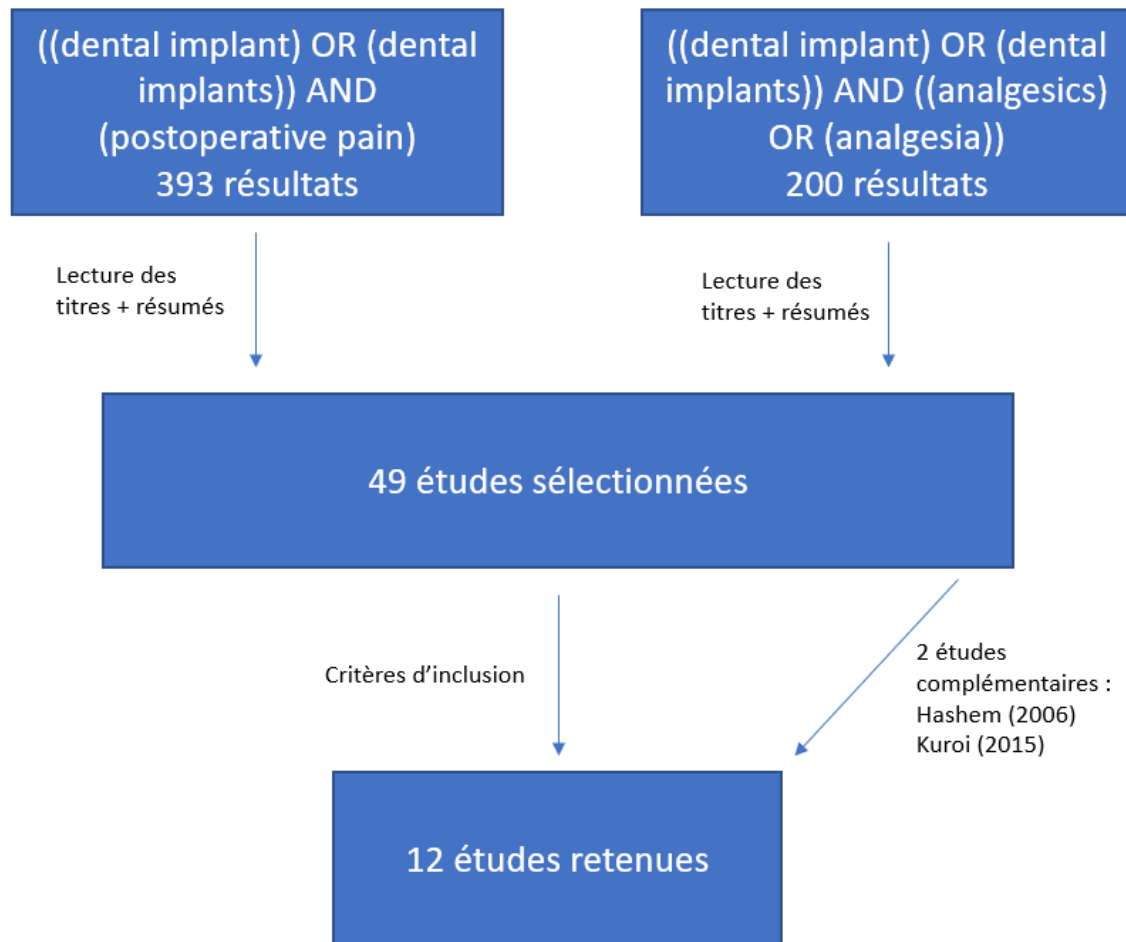 ((dental implant) OR (dental
implants)) AND
(postoperative pain)
393 résultats
((dental implant) OR (dental
implants)) AND ((analgesics)
OR (analgesia))
200 résultats
Lecture des
titres + résumés
Lecture des
titres + résumés
49 études sélectionnées
Critères d’inclusion
2 études
complémentaires :
Hashem (2006)
Kuroi (2015)
12 études retenues